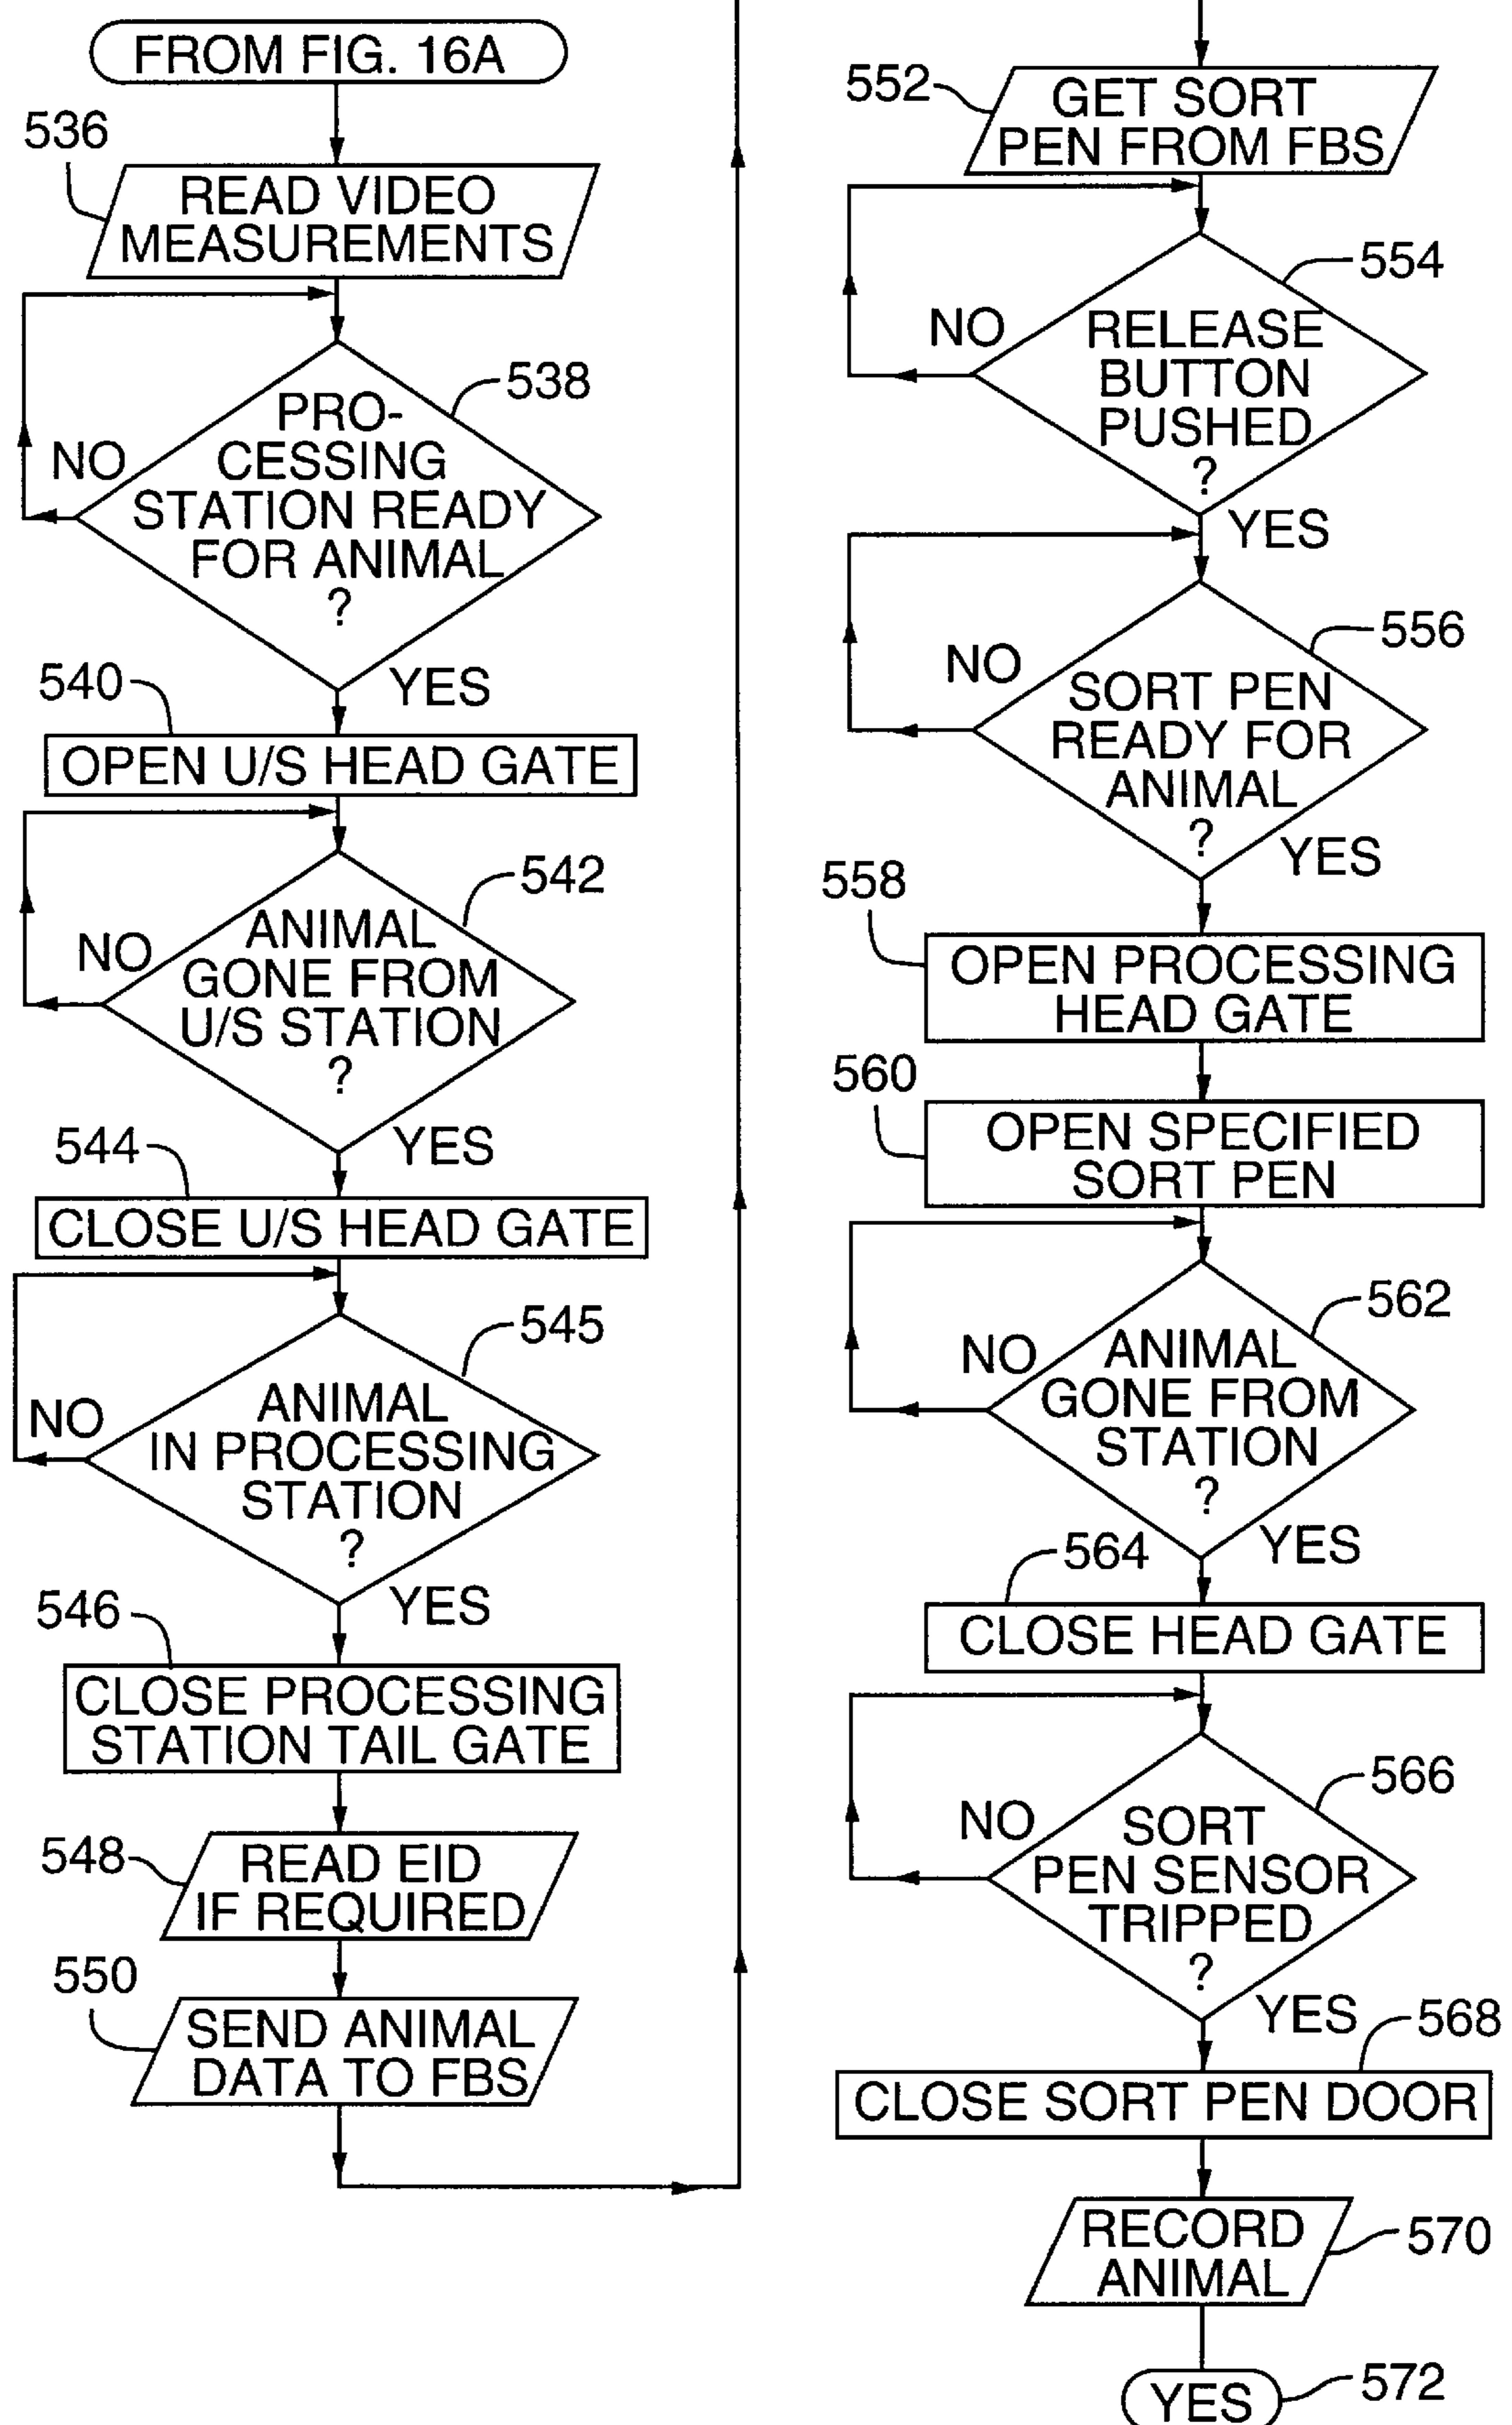 FROM FIG. 16A
536
READ VIDEO
MEASUREMENTS
538
PRO-
CESSING
STATION READY
FOR ANIMAL
?
NO
YES
540
OPEN U/S HEAD GATE
542
ANIMAL
GONE FROM
U/S STATION
?
NO
YES
544
CLOSE U/S HEAD GATE
545
ANIMAL
IN PROCESSING
STATION
?
NO
YES
546
CLOSE PROCESSING
STATION TAIL GATE
548
READ EID
IF REQUIRED
550
SEND ANIMAL
DATA TO FBS
552
GET SORT
PEN FROM FBS
554
RELEASE
BUTTON
PUSHED
?
NO
YES
556
SORT PEN
READY FOR
ANIMAL
?
NO
YES
558
OPEN PROCESSING
HEAD GATE
560
OPEN SPECIFIED
SORT PEN
562
ANIMAL
GONE FROM
STATION
?
NO
YES
564
CLOSE HEAD GATE
566
SORT
PEN SENSOR
TRIPPED
?
NO
YES
568
CLOSE SORT PEN DOOR
RECORD
ANIMAL
570
YES
572